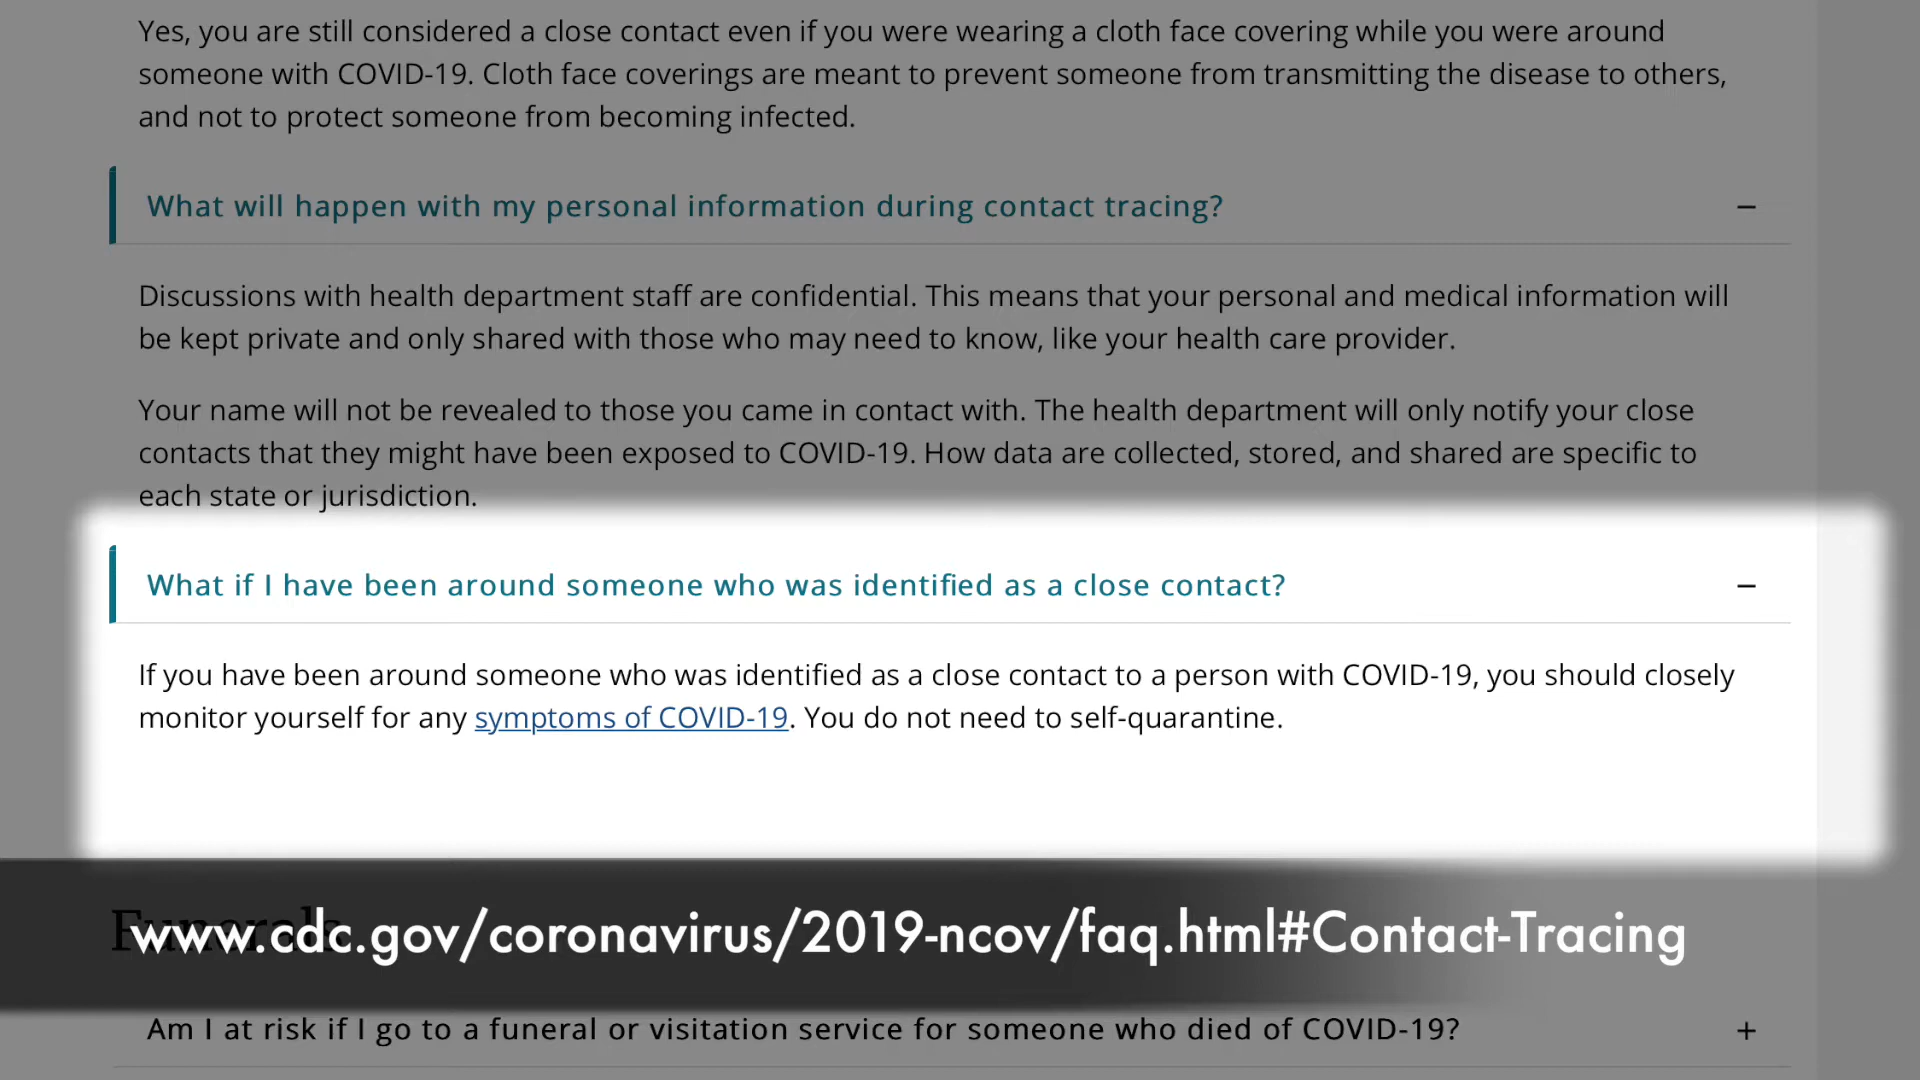 Yes, you are still considered a close contact even if you were wearing a cloth face covering while you were around
someone with COVID-19. Cloth face coverings are meant to prevent someone from transmitting the disease to others,
and not to protect someone from becoming infected.
What will happen with my personal information during contact tracing?
Discussions with health department staff are confidential. This means that your personal and medical information will
be kept private and only shared with those who may need to know, like your health care provider.
Your name will not be revealed to those you came in contact with. The health department will only notify your close
contacts that they might have been exposed to COVID-19. How data are collected, stored, and shared are specific to
each state or jurisdiction.
What if I have been around someone who was identified as a close contact?
If you have been around someone who was identified as a close contact to a person with COVID-19, you should closely
monitor yourself for any symptoms of COVID-19. You do not need to self-quarantine.
Funerals
www.cdc.gov/coronavirus/2019-ncov/faq.html#Contact-Tracing
Am I at risk if I go to a funeral or visitation service for someone who died of COVID-19?